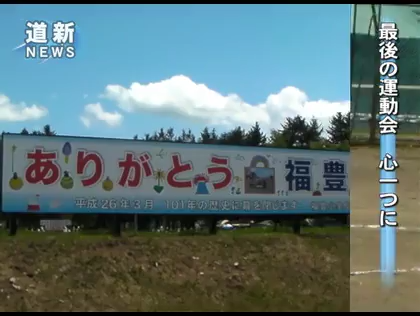 道新
NEWS
最後の運動会 心一つに
ありがとう 福豊
平成26年3月 101年の歴史に幕を閉じます